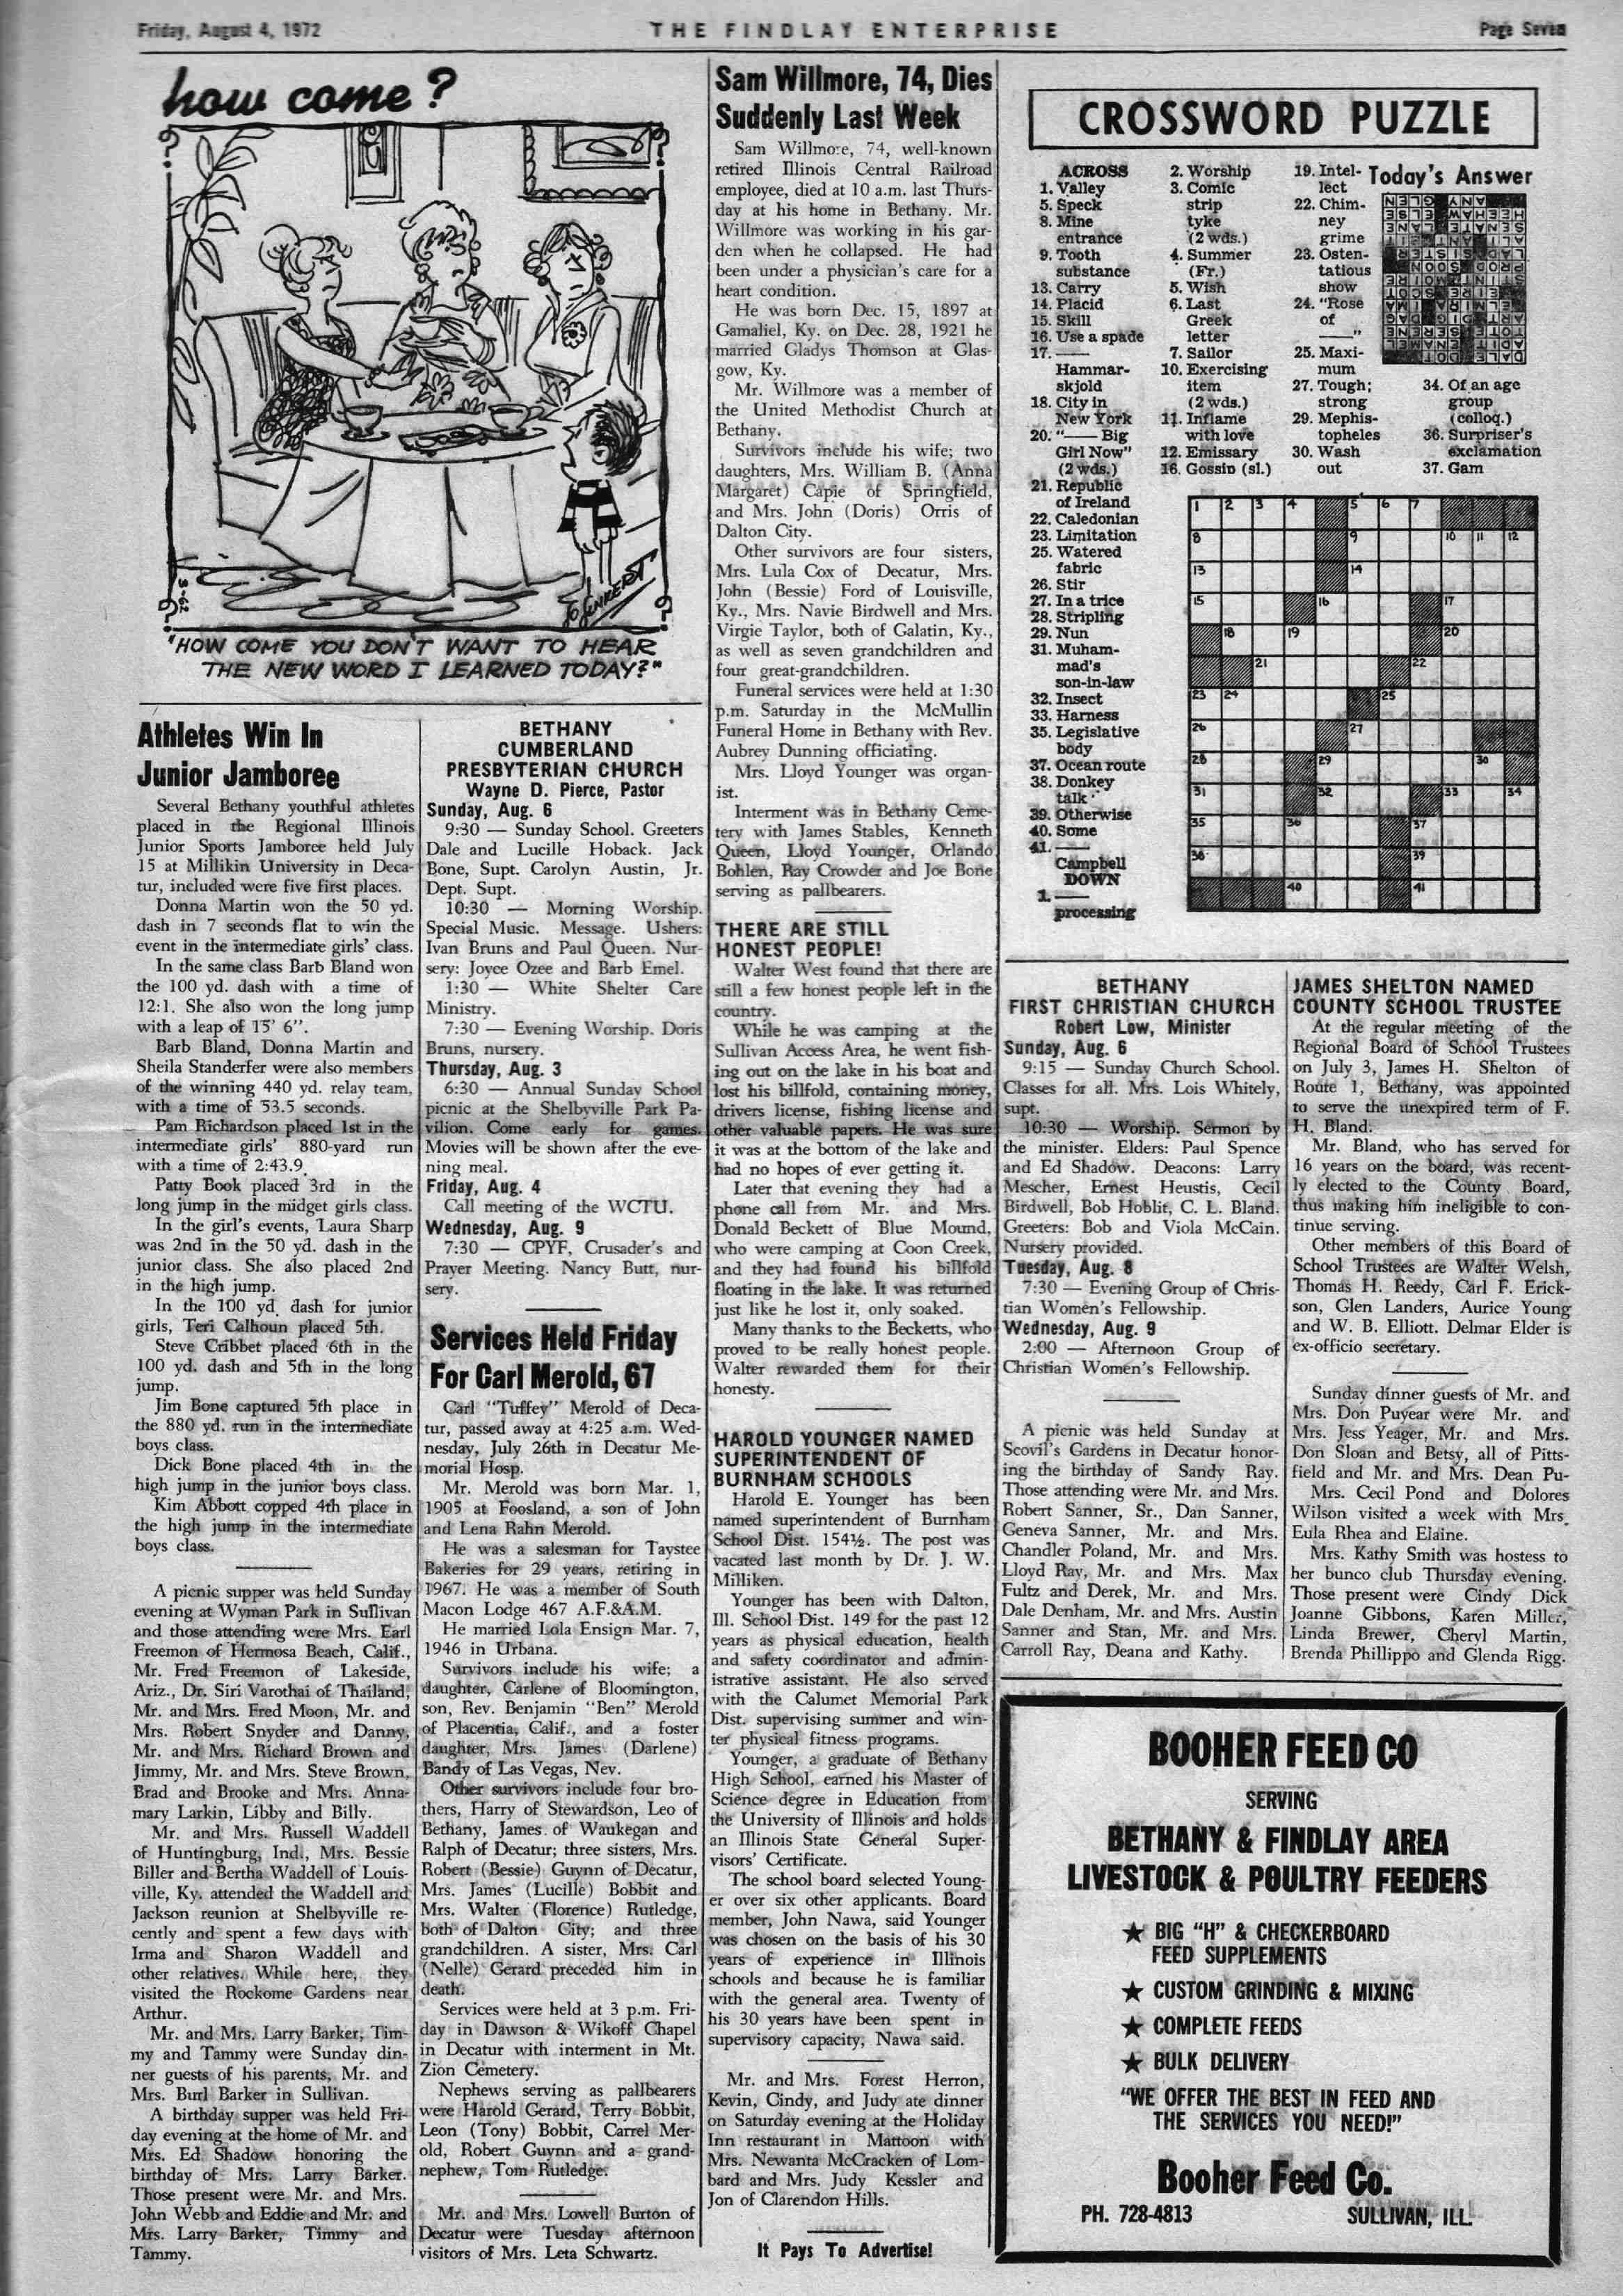 Friday, August 4, 1972
THE FINDLAY ENTERPRISE
Page Seven
how come?
"HOW COME YOU DON'T WANT TO HEAR
THE NEW WORD I LEARNED TODAY?"
Athletes Win In
Junior Jamboree
Several Bethany youthful athletes
placed in the Regional Illinois
Junior Sports Jamboree held July
15 at Millikin University in Deca-
tur, included were five first places.
Donna Martin won the 50 yd.
dash in 7 seconds flat to win the
event in the intermediate girls' class.
In the same class Barb Bland won
the 100 yd. dash with a time of
12:1. She also won the long jump
with a leap of 15' 6".
Barb Bland, Donna Martin and
Sheila Standerfer were also members
of the winning 440 yd. relay team,
with a time of 53.5 seconds.
Pam Richardson placed 1st in the
intermediate girls' 880-yard run
with a time of 2:43.9.
Patty Book placed 3rd in the
long jump in the midget girls class.
In the girl's events, Laura Sharp
was 2nd in the 50 yd. dash in the
junior class. She also placed 2nd
in the high jump.
In the 100 yd. dash for junior
girls, Teri Calhoun placed 5th.
Steve Cribbet placed 6th in the
100 yd. dash and 5th in the long
jump.
Jim Bone captured 5th place in
the 880 yd. run in the intermediate
boys class.
Dick Bone placed 4th in the
high jump in the junior boys class.
Kim Abbott copped 4th place in
the high jump in the intermediate
boys class.
A picnic supper was held Sunday
evening at Wyman Park in Sullivan
and those attending were Mrs. Earl
Freemon of Hermosa Beach, Calif.,
Mr. Fred Freemon of Lakeside,
Ariz., Dr. Siri Varothai of Thailand,
Mr. and Mrs. Fred Moon, Mr. and
Mrs. Robert Snyder and Danny,
Mr. and Mrs. Richard Brown and
Jimmy, Mr. and Mrs. Steve Brown,
Brad and Brooke and Mrs. Anna-
mary Larkin, Libby and Billy.
Mr. and Mrs. Russell Waddell
of Huntingburg, Ind., Mrs. Bessie
Biller and Bertha Waddell of Louis-
ville, Ky. attended the Waddell and
Jackson reunion at Shelbyville re-
cently and spent a few days with
Irma and Sharon Waddell and
other relatives. While here, they
visited the Rockome Gardens near
Arthur.
Mr. and Mrs. Larry Barker, Tim-
my and Tammy were Sunday din-
ner guests of his parents, Mr. and
Mrs. Burl Barker in Sullivan.
A birthday supper was held Fri-
day evening at the home of Mr. and
Mrs. Ed Shadow honoring the
birthday of Mrs. Larry Barker.
Those present were Mr. and Mrs.
John Webb and Eddie and Mr. and
Mrs. Larry Barker, Timmy and
Tammy.
BETHANY
CUMBERLAND
PRESBYTERIAN CHURCH
Wayne D. Pierce, Pastor
Sunday, Aug. 6
9:30 — Sunday School. Greeters
Dale and Lucille Hoback. Jack
Bone, Supt. Carolyn Austin, Jr.
Dept. Supt.
10:30 — Morning Worship.
Special Music. Message. Ushers:
Ivan Bruns and Paul Queen. Nur-
sery: Joyce Ozee and Barb Emel.
1:30 — White Shelter Care
Ministry.
7:30 — Evening Worship. Doris
Bruns, nursery.
Thursday, Aug. 3
6:30 — Annual Sunday School
picnic at the Shelbyville Park Pa-
vilion. Come early for games.
Movies will be shown after the eve-
ning meal.
Friday, Aug. 4
Call meeting of the WCTU.
Wednesday, Aug. 9
7:30 — CPYF, Crusader's and
Prayer Meeting. Nancy Butt, nur-
sery.
Services Held Friday
For Carl Merold, 67
Carl "Tuffey" Merold of Deca-
tur, passed away at 4:25 a.m. Wed-
nesday, July 26th in Decatur Me-
morial Hosp.
Mr. Merold was born Mar. 1,
1905 at Foosland, a son of John
and Lena Rahn Merold.
He was a salesman for Taystee
Bakeries for 29 years, retiring in
1967. He was a member of South
Macon Lodge 467 A.F.&A.M.
He married Lola Ensign Mar. 7,
1946 in Urbana.
Survivors include his wife; a
daughter, Carlene of Bloomington,
son, Rev. Benjamin "Ben" Merold
of Placentia, Calif., and a foster
daughter, Mrs. James (Darlene)
Bandy of Las Vegas, Nev.
Other survivors include four bro-
thers, Harry of Stewardson, Leo of
Bethany, James of Waukegan and
Ralph of Decatur; three sisters, Mrs.
Robert (Bessie) Guynn of Decatur,
Mrs. James (Lucille) Bobbit and
Mrs. Walter (Florence) Rutledge,
both of Dalton City; and three
grandchildren. A sister, Mrs. Carl
(Nelle) Gerard preceded him in
death.
Services were held at 3 p.m. Fri-
day in Dawson & Wikoff Chapel
in Decatur with interment in Mt.
Zion Cemetery.
Nephews serving as pallbearers
were Harold Gerard, Terry Bobbit,
Leon (Tony) Bobbit, Carrel Mer-
old, Robert Guynn and a grand-
nephew, Tom Rutledge.
Mr. and Mrs. Lowell Burton of
Decatur were Tuesday afternoon
visitors of Mrs. Leta Schwartz.
Sam Willmore, 74, Dies
Suddenly Last Week
Sam Willmore, 74, well-known
retired Illinois Central Railroad
employee, died at 10 a.m. last Thurs-
day at his home in Bethany. Mr.
Willmore was working in his gar-
den when he collapsed. He had
been under a physician's care for a
heart condition.
He was born Dec. 15, 1897 at
Gamaliel, Ky. on Dec. 28, 1921 he
married Gladys Thomson at Glas-
gow, Ky.
Mr. Willmore was a member of
the United Methodist Church at
Bethany.
Survivors include his wife; two
daughters, Mrs. William B. (Anna
Margaret) Capie of Springfield,
and Mrs. John (Doris) Orris of
Dalton City.
Other survivors are four sisters,
Mrs. Lula Cox of Decatur, Mrs.
John (Bessie) Ford of Louisville,
Ky., Mrs. Navie Birdwell and Mrs.
Virgie Taylor, both of Galatin, Ky.,
as well as seven grandchildren and
four great-grandchildren.
Funeral services were held at 1:30
p.m. Saturday in the McMullin
Funeral Home in Bethany with Rev.
Aubrey Dunning officiating.
Mrs. Lloyd Younger was organ-
ist.
Interment was in Bethany Ceme-
tery with James Stables, Kenneth
Queen, Lloyd Younger, Orlando
Bohlen, Ray Crowder and Joe Bone
serving as pallbearers.
THERE ARE STILL
HONEST PEOPLE!
Walter West found that there are
still a few honest people left in the
country.
While he was camping at the
Sullivan Access Area, he went fish-
ing out on the lake in his boat and
lost his billfold, containing money,
drivers license, fishing license and
other valuable papers. He was sure
it was at the bottom of the lake and
had no hopes of ever getting it.
Later that evening they had a
phone call from Mr. and Mrs.
Donald Beckett of Blue Mound,
who were camping at Coon Creek,
and they had found his billfold
floating in the lake. It was returned
just like he lost it, only soaked.
Many thanks to the Becketts, who
proved to be really honest people.
Walter rewarded them for their
honesty.
HAROLD YOUNGER NAMED
SUPERINTENDENT OF
BURNHAM SCHOOLS
Harold E. Younger has been
named superintendent of Burnham
School Dist. 154½. The post was
vacated last month by Dr. J. W.
Milliken.
Younger has been with Dalton,
Ill. School Dist. 149 for the past 12
years as physical education, health
and safety coordinator and admin-
istrative assistant. He also served
with the Calumet Memorial Park
Dist. supervising summer and win-
ter physical fitness programs.
Younger, a graduate of Bethany
High School, earned his Master of
Science degree in Education from
the University of Illinois and holds
an Illinois State General Super-
visors' Certificate.
The school board selected Young-
er over six other applicants. Board
member, John Nawa, said Younger
was chosen on the basis of his 30
years of experience in Illinois
schools and because he is familiar
with the general area. Twenty of
his 30 years have been spent in
supervisory capacity, Nawa said.
Mr. and Mrs. Forest Herron,
Kevin, Cindy, and Judy ate dinner
on Saturday evening at the Holiday
Inn restaurant in Mattoon with
Mrs. Newanta McCracken of Lom-
bard and Mrs. Judy Kessler and
Jon of Clarendon Hills.
It Pays To Advertise!
CROSSWORD PUZZLE
ACROSS
1. Valley
5. Speck
8. Mine
entrance
9. Tooth
substance
13. Carry
14. Placid
15. Skill
16. Use a spade
17. ——
Hammar-
skjold
18. City in
New York
20. "—— Big
Girl Now"
(2 wds.)
21. Republic
of Ireland
22. Caledonian
23. Limitation
25. Watered
fabric
26. Stir
27. In a trice
28. Stripling
29. Nun
31. Muham-
mad's
son-in-law
32. Insect
33. Harness
35. Legislative
body
37. Ocean route
38. Donkey
talk
39. Otherwise
40. Some
41. ——
Campbell
DOWN
1. ——
processing
2. Worship
3. Comic
strip
tyke
(2 wds.)
4. Summer
(Fr.)
5. Wish
6. Last
Greek
letter
7. Sailor
10. Exercising
item
(2 wds.)
11. Inflame
with love
12. Emissary
16. Gossip (sl.)
19. Intel-
lect
22. Chim-
ney
grime
23. Osten-
tatious
show
24. "Rose
of
——"
25. Maxi-
mum
27. Tough;
strong
29. Mephis-
topheles
30. Wash
out
Today's Answer
34. Of an age
group
(colloq.)
36. Surpriser's
exclamation
37. Gam
BETHANY
FIRST CHRISTIAN CHURCH
Robert Low, Minister
Sunday, Aug. 6
9:15 — Sunday Church School.
Classes for all. Mrs. Lois Whitely,
supt.
10:30 — Worship. Sermon by
the minister. Elders: Paul Spence
and Ed Shadow. Deacons: Larry
Mescher, Ernest Heustis, Cecil
Birdwell, Bob Hoblit, C. L. Bland.
Greeters: Bob and Viola McCain.
Nursery provided.
Tuesday, Aug. 8
7:30 — Evening Group of Chris-
tian Women's Fellowship.
Wednesday, Aug. 9
2:00 — Afternoon Group of
Christian Women's Fellowship.
A picnic was held Sunday at
Scovil's Gardens in Decatur honor-
ing the birthday of Sandy Ray.
Those attending were Mr. and Mrs.
Robert Sanner, Sr., Dan Sanner,
Geneva Sanner, Mr. and Mrs.
Chandler Poland, Mr. and Mrs.
Lloyd Ray, Mr. and Mrs. Max
Fultz and Derek, Mr. and Mrs.
Dale Denham, Mr. and Mrs. Austin
Sanner and Stan, Mr. and Mrs.
Carroll Ray, Deana and Kathy.
JAMES SHELTON NAMED
COUNTY SCHOOL TRUSTEE
At the regular meeting of the
Regional Board of School Trustees
on July 3, James H. Shelton of
Route 1, Bethany, was appointed
to serve the unexpired term of F.
H. Bland.
Mr. Bland, who has served for
16 years on the board, was recent-
ly elected to the County Board,
thus making him ineligible to con-
tinue serving.
Other members of this Board of
School Trustees are Walter Welsh,
Thomas H. Reedy, Carl F. Erick-
son, Glen Landers, Aurice Young
and W. B. Elliott. Delmar Elder is
ex-officio secretary.
Sunday dinner guests of Mr. and
Mrs. Don Puyear were Mr. and
Mrs. Jess Yeager, Mr. and Mrs.
Don Sloan and Betsy, all of Pitts-
field and Mr. and Mrs. Dean Pu-
Mrs. Cecil Pond and Dolores
Wilson visited a week with Mrs.
Eula Rhea and Elaine.
Mrs. Kathy Smith was hostess to
her bunco club Thursday evening.
Those present were Cindy Dick
Joanne Gibbons, Karen Miller,
Linda Brewer, Cheryl Martin,
Brenda Phillippo and Glenda Rigg.
BOOHER FEED CO
SERVING
BETHANY & FINDLAY AREA
LIVESTOCK & POULTRY FEEDERS
★ BIG "H" & CHECKERBOARD
FEED SUPPLEMENTS
★ CUSTOM GRINDING & MIXING
★ COMPLETE FEEDS
★ BULK DELIVERY
"WE OFFER THE BEST IN FEED AND
THE SERVICES YOU NEED!"
Booher Feed Co.
PH. 728-4813
SULLIVAN, ILL.